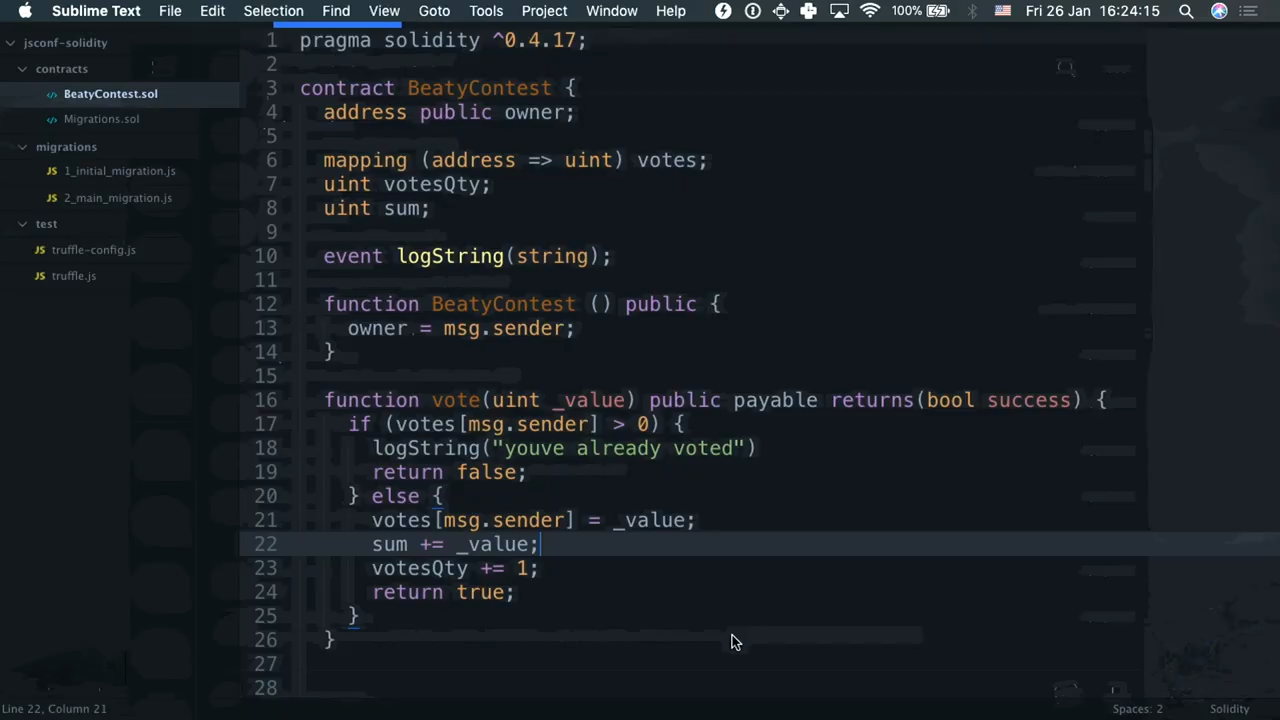 Sublime Text File Edit Selection Find View Goto Tools Project Window Help 100% Fri 26 Jan 16:24:15
jsconf-solidity
contracts
BeatyContest.sol
Migrations.sol
migrations
1_initial_migration.js
2_main_migration.js
test
truffle-config.js
truffle.js
1 pragma solidity ^0.4.17;
2
3 contract BeatyContest {
4 address public owner;
5
6 mapping (address => uint) votes;
7 uint votesQty;
8 uint sum;
9
10 event logString(string);
11
12 function BeatyContest () public {
13 owner = msg.sender;
14 }
15
16 function vote(uint _value) public payable returns(bool success) {
17 if (votes[msg.sender] > 0) {
18 logString("youve already voted")
19 return false;
20 } else {
21 votes[msg.sender] = _value;
22 sum += _value;
23 votesQty += 1;
24 return true;
25 }
26 }
27
28
Line 22, Column 21 Spaces: 2 Solidity